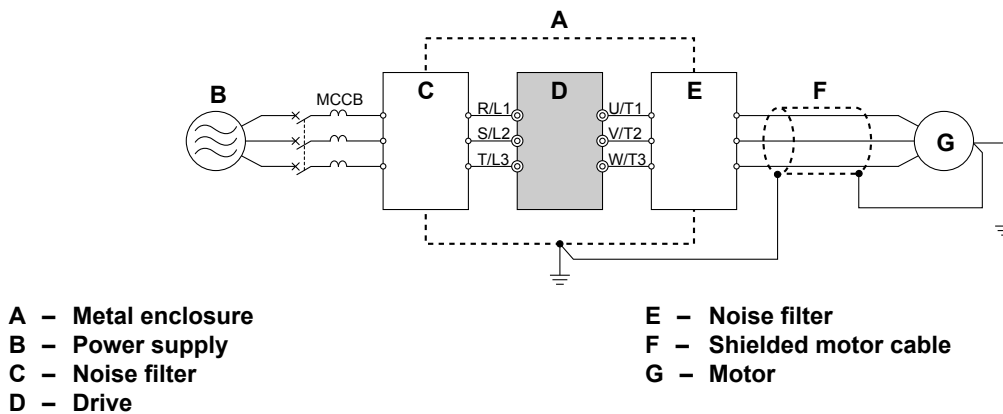 A
B
MCCB
C
R/L1
S/L2
T/L3
D
U/T1
V/T2
W/T3
E
F
G
A – Metal enclosure
B – Power supply
C – Noise filter
D – Drive
E – Noise filter
F – Shielded motor cable
G – Motor